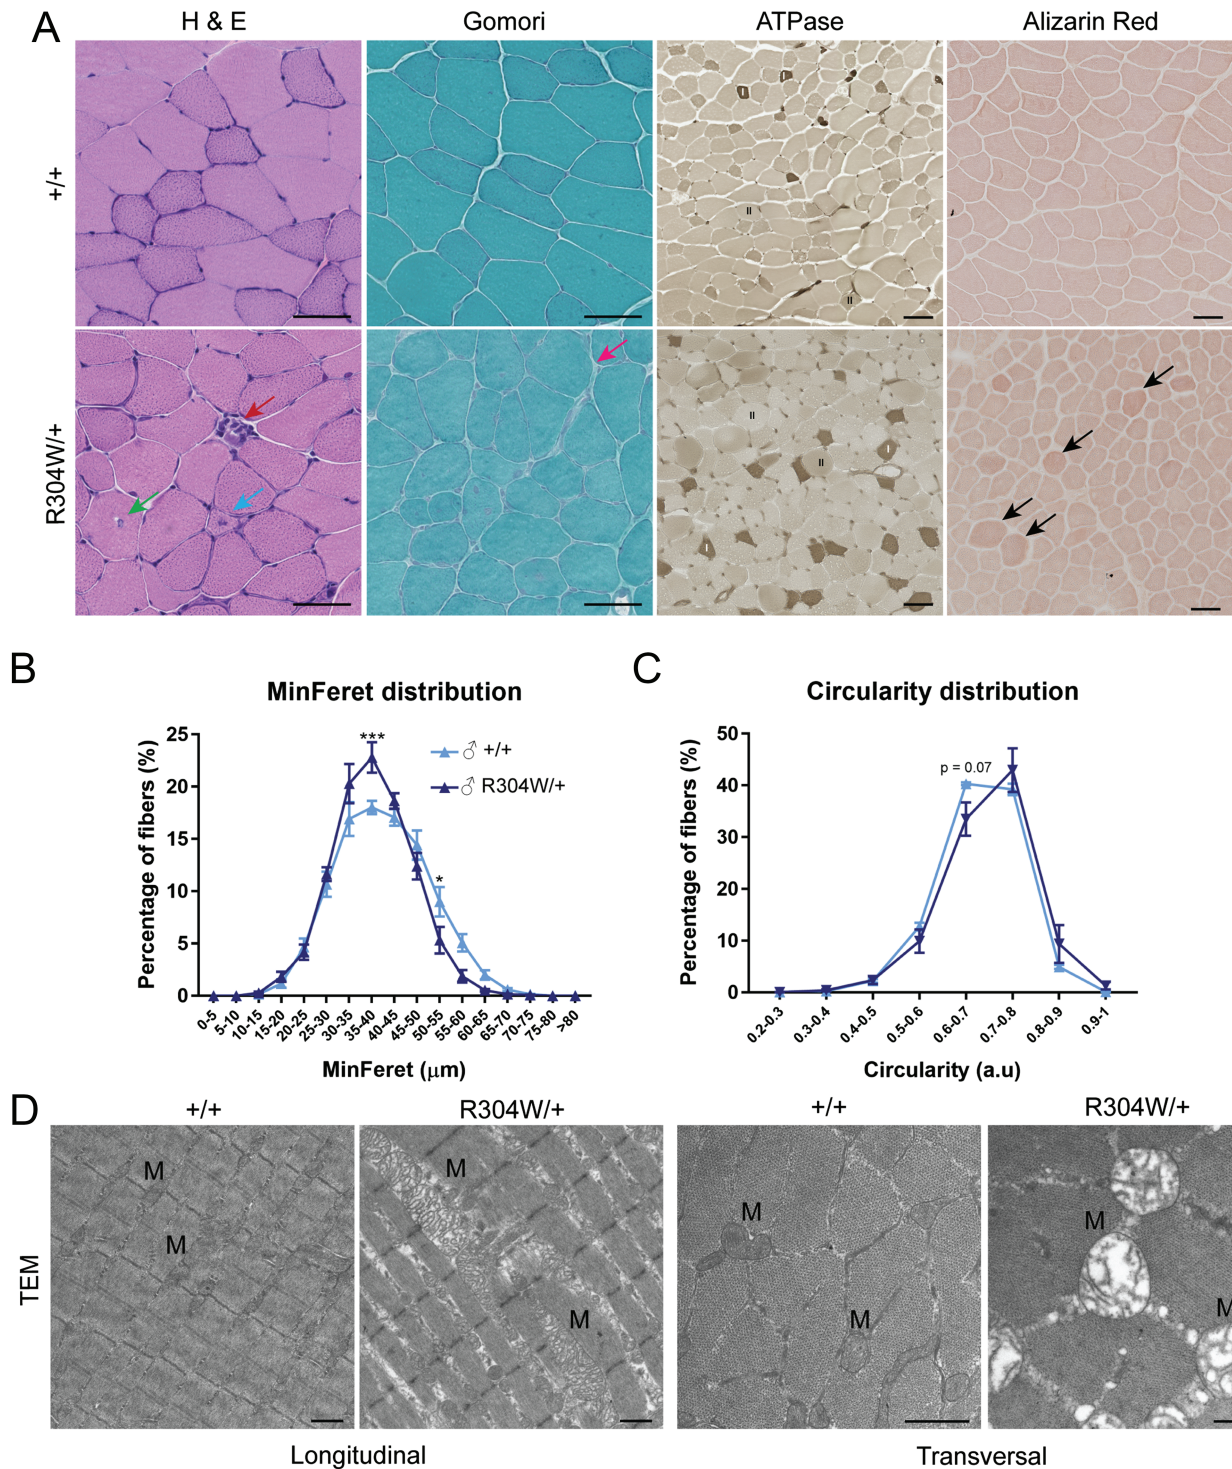 A
H & E
Gomori
ATPase
Alizarin Red
+/+
I
I
II
II
R304W/+
II
II
I
I
B
MinFeret distribution
Percentage of fibers (%)
25
20
15
10
5
0
***
*
♂ +/+
♂ R304W/+
0-5
5-10
10-15
15-20
20-25
25-30
30-35
35-40
40-45
45-50
50-55
55-60
60-65
65-70
70-75
75-80
>80
MinFeret (μm)
C
Circularity distribution
Percentage of fibers (%)
50
40
30
20
10
0
p = 0.07
0.2-0.3
0.3-0.4
0.4-0.5
0.5-0.6
0.6-0.7
0.7-0.8
0.8-0.9
0.9-1
Circularity (a.u)
D
+/+
R304W/+
+/+
R304W/+
TEM
M
M
M
M
M
M
M
M
Longitudinal
Transversal